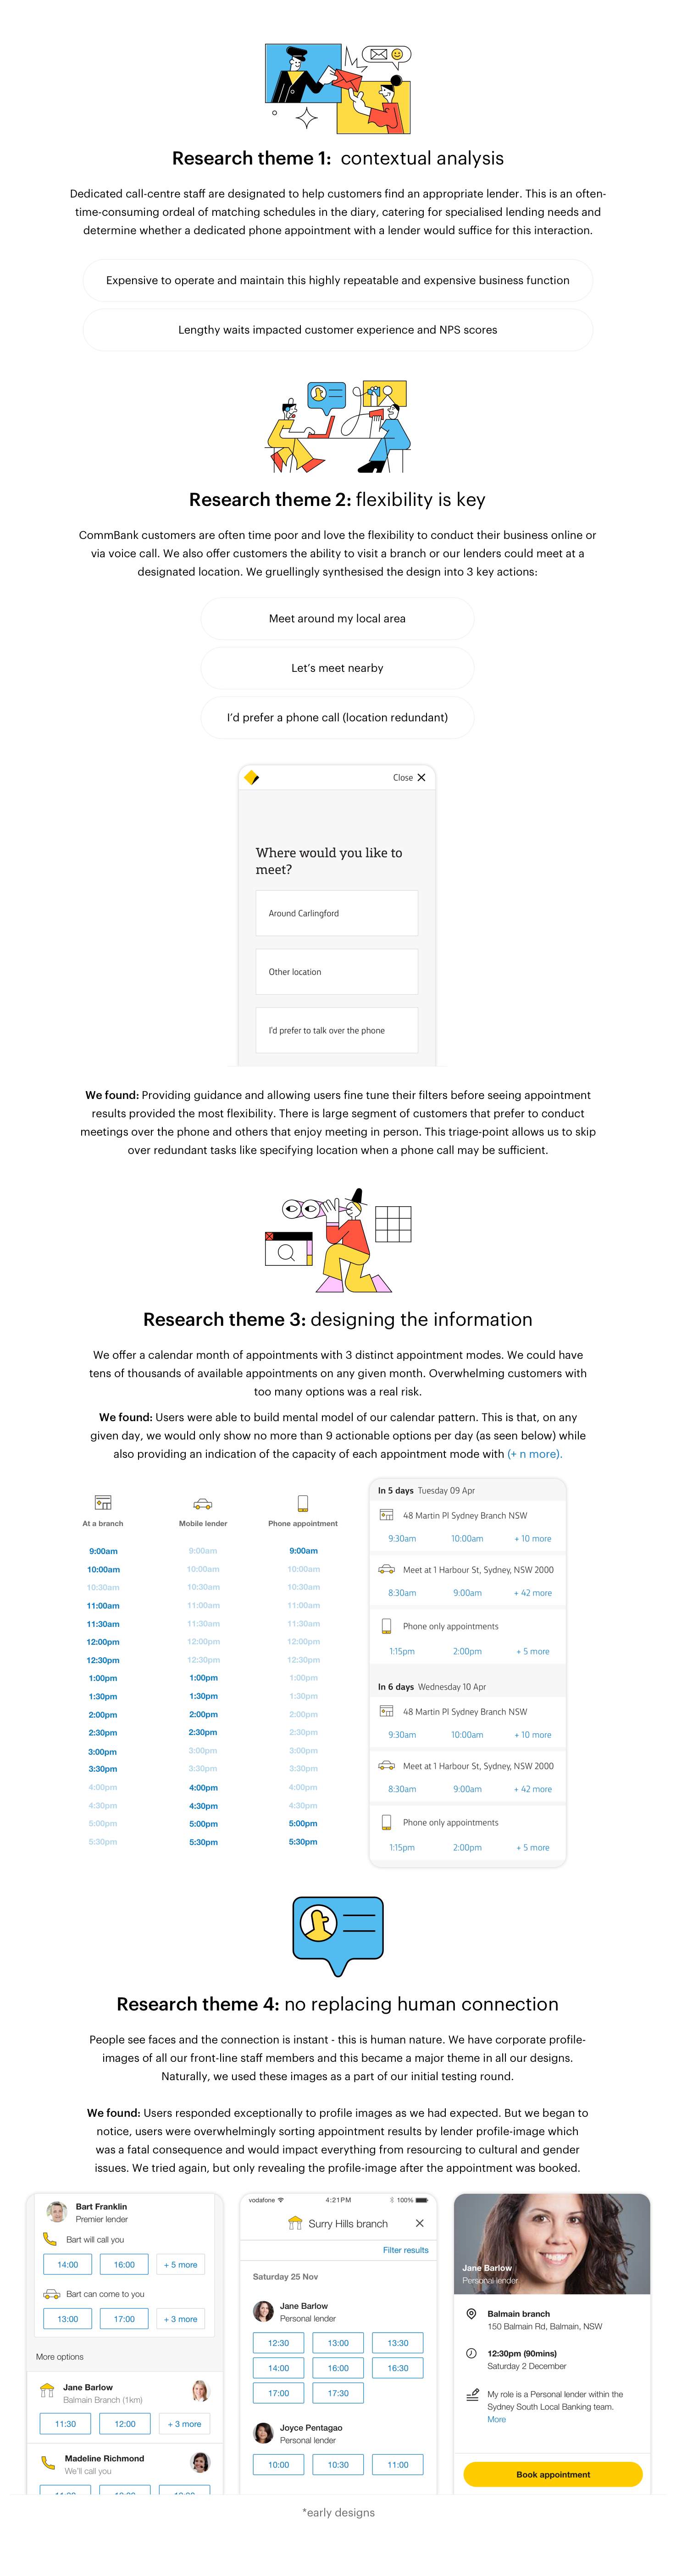 Research theme 1: contextual analysis
Dedicated call-centre staff are designated to help customers find an appropriate lender. This is an often-
time-consuming ordeal of matching schedules in the diary, catering for specialised lending needs and
determine whether a dedicated phone appointment with a lender would suffice for this interaction.
Expensive to operate and maintain this highly repeatable and expensive business function
Lengthy waits impacted customer experience and NPS scores
Research theme 2: flexibility is key
CommBank customers are often time poor and love the flexibility to conduct their business online or
via voice call. We also offer customers the ability to visit a branch or our lenders could meet at a
designated location. We gruellingly synthesised the design into 3 key actions:
Meet around my local area
Let's meet nearby
I'd prefer a phone call (location redundant)
Close
Where would you like to
meet?
Around Carlingford
Other location
I'd prefer to talk over the phone
We found: Providing guidance and allowing users fine tune their filters before seeing appointment
results provided the most flexibility. There is large segment of customers that prefer to conduct
meetings over the phone and others that enjoy meeting in person. This triage-point allows us to skip
over redundant tasks like specifying location when a phone call may be sufficient.
Research theme 3: designing the information
We offer a calendar month of appointments with 3 distinct appointment modes. We could have
tens of thousands of available appointments on any given month. Overwhelming customers with
too many options was a real risk.
We found: Users were able to build mental model of our calendar pattern. This is that, on any
given day, we would only show no more than 9 actionable options per day (as seen below) while
also providing an indication of the capacity of each appointment mode with (+ n more).
At a branch Mobile lender Phone appointment
9:00am 9:00am 9:00am
10:00am 10:00am 10:00am
10:30am 10:30am 10:30am
11:00am 11:00am 11:00am
11:30am 11:30am 11:30am
12:00pm 12:00pm 12:00pm
12:30pm 12:30pm 12:30pm
1:00pm 1:00pm 1:00pm
1:30pm 1:30pm 1:30pm
2:00pm 2:00pm 2:00pm
2:30pm 2:30pm 2:30pm
3:00pm 3:00pm 3:00pm
3:30pm 3:30pm 3:30pm
4:00pm 4:00pm 4:00pm
4:30pm 4:30pm 4:30pm
5:00pm 5:00pm 5:00pm
5:30pm 5:30pm 5:30pm
In 5 days Tuesday 09 Apr
48 Martin Pl Sydney Branch NSW
9:30am 10:00am + 10 more
Meet at 1 Harbour St, Sydney, NSW 2000
8:30am 9:00am + 42 more
Phone only appointments
1:15pm 2:00pm + 5 more
In 6 days Wednesday 10 Apr
48 Martin Pl Sydney Branch NSW
9:30am 10:00am + 10 more
Meet at 1 Harbour St, Sydney, NSW 2000
8:30am 9:00am + 42 more
Phone only appointments
1:15pm 2:00pm + 5 more
Research theme 4: no replacing human connection
People see faces and the connection is instant - this is human nature. We have corporate profile-
images of all our front-line staff members and this became a major theme in all our designs.
Naturally, we used these images as a part of our initial testing round.
We found: Users responded exceptionally to profile images as we had expected. But we began to
notice, users were overwhelmingly sorting appointment results by lender profile-image which
was a fatal consequence and would impact everything from resourcing to cultural and gender
issues. We tried again, but only revealing the profile-image after the appointment was booked.
Bart Franklin
Premier lender
Bart will call you
14:00 16:00 + 5 more
Bart can come to you
13:00 17:00 + 3 more
More options
Jane Barlow
Balmain Branch (1km)
11:30 12:00 + 3 more
Madeline Richmond
We'll call you
vodafone 4:21PM 100%
Surry Hills branch
Filter results
Saturday 25 Nov
Jane Barlow
Personal lender
12:30 13:00 13:30
14:00 16:00 16:30
17:00 17:30
Joyce Pentagao
Personal lender
10:00 10:30 11:00
Jane Barlow
Personal lender
Balmain branch
150 Balmain Rd, Balmain, NSW
12:30pm (90mins)
Saturday 2 December
My role is a Personal lender within the
Sydney South Local Banking team.
More
Book appointment
*early designs